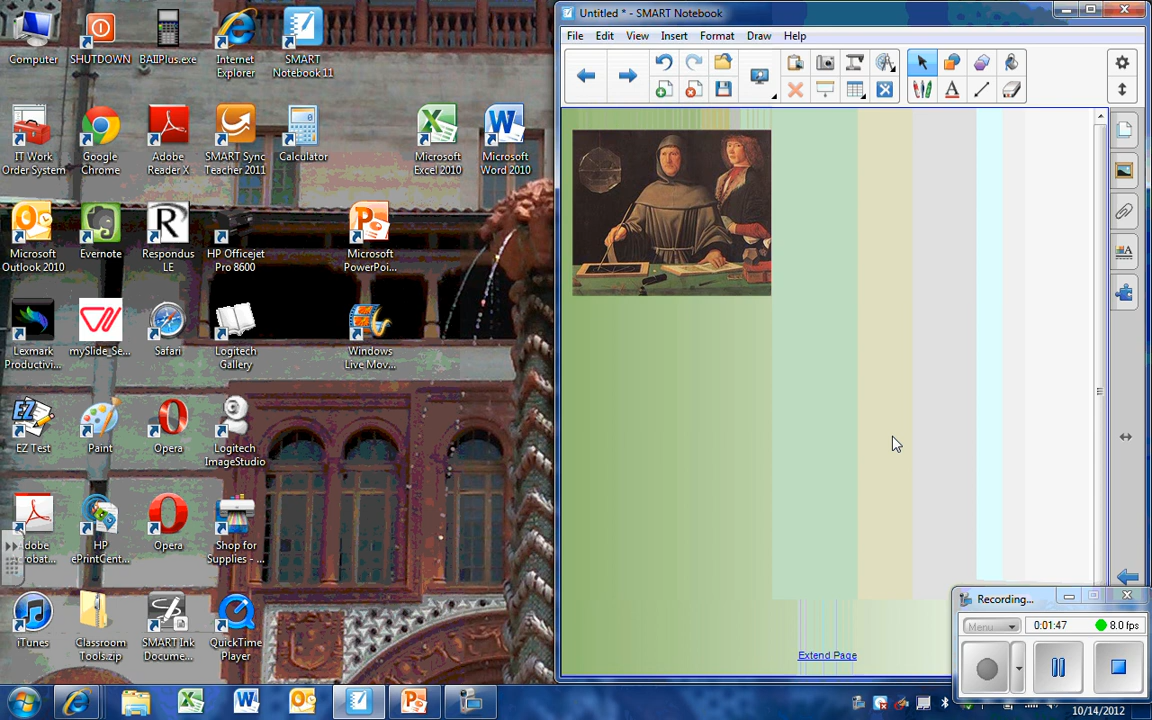 Untitled * - SMART Notebook
File Edit View Insert Format Draw Help
Computer
SHUTDOWN
BAIIPlus.exe
Internet
Explorer
SMART
Notebook 11
IT Work
Order System
Google
Chrome
Adobe
Reader X
SMART Sync
Teacher 2011
Calculator
Microsoft
Excel 2010
Microsoft
Word 2010
Microsoft
Outlook 2010
Evernote
Respondus
LE
HP Officejet
Pro 8600
Microsoft
PowerPoi...
Lexmark
Productivi...
mySlide_Se...
Safari
Logitech
Gallery
Windows
Live Mov...
EZ Test
Paint
Opera
Logitech
ImageStudio
dobe
crobat...
HP
ePrintCent...
Opera
Shop for
Supplies - ...
iTunes
Classroom
Tools.zip
SMART Ink
Docume...
QuickTime
Player
Extend Page
Recording...
Menu...
0:01:47
8.0 fps
10/14/2012